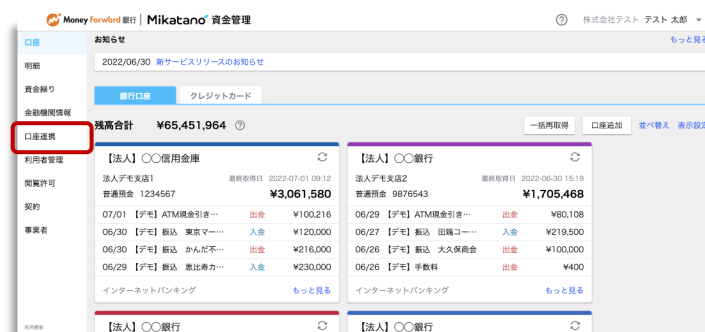 Money Forward 銀行 | Mikatano 資金管理
株式会社テスト テスト 太郎
口座
明細
資金繰り
金融機関情報
口座連携
利用者管理
閲覧許可
契約
事業者
利用規約
お知らせ
もっと見る
2022/06/30 新サービスリリースのお知らせ
銀行口座 クレジットカード
残高合計 ¥65,451,964
一括再取得 口座追加 並べ替え 表示設定
【法人】〇〇信用金庫
法人デモ支店1 最終取得日 2022-07-01 09:12
普通預金 1234567 ¥3,061,580
07/01 【デモ】ATM現金引き… 出金 ¥100,216
06/30 【デモ】振込 東京マー… 入金 ¥120,000
06/30 【デモ】振込 かんだ不… 出金 ¥216,000
06/29 【デモ】振込 恵比寿カ… 入金 ¥230,000
インターネットバンキング もっと見る
【法人】〇〇銀行
法人デモ支店2 最終取得日 2022-06-30 15:19
普通預金 9876543 ¥1,705,468
06/29 【デモ】ATM現金引き… 出金 ¥80,108
06/27 【デモ】振込 田端コー… 入金 ¥219,500
06/26 【デモ】振込 大久保商会 出金 ¥100,000
06/26 【デモ】手数料 出金 ¥400
インターネットバンキング もっと見る
【法人】〇〇銀行
【法人】〇〇銀行